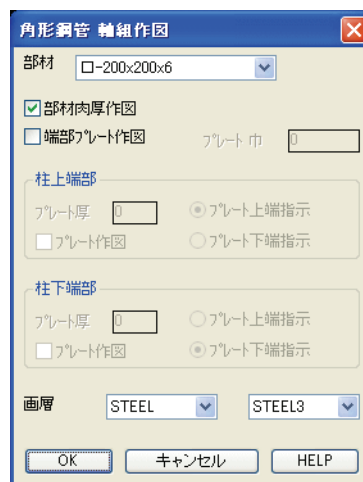 角形鋼管 軸組作図
部材 ロ-200x200x6
部材肉厚作図
端部プレート作図 プレート巾 0
柱上端部
プレート厚 0 プレート上端指示
プレート作図 プレート下端指示
柱下端部
プレート厚 0 プレート上端指示
プレート作図 プレート下端指示
画層 STEEL STEEL3
OK キャンセル HELP